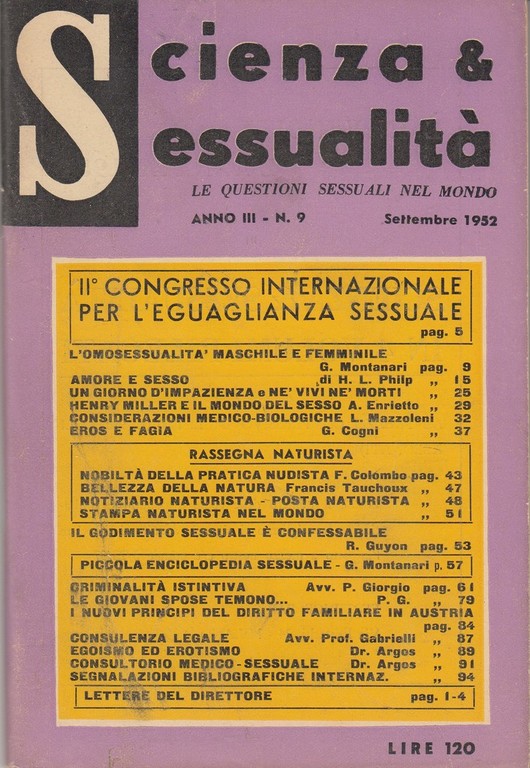 Scienza &
Sessualità
LE QUESTIONI SESSUALI NEL MONDO
ANNO III - N. 9 Settembre 1952
II° CONGRESSO INTERNAZIONALE
PER L'EGUAGLIANZA SESSUALE
pag. 5
L'OMOSESSUALITA' MASCHILE E FEMMINILE
G. Montanari pag. 9
AMORE E SESSO di H. L. Philp „ 15
UN GIORNO D'IMPAZIENZA e NE' VIVI NE' MORTI „ 25
HENRY MILLER E IL MONDO DEL SESSO A. Enrietto „ 29
CONSIDERAZIONI MEDICO-BIOLOGICHE L. Mazzoleni 32
EROS E FAGIA G. Cogni „ 37
RASSEGNA NATURISTA
NOBILTÀ DELLA PRATICA NUDISTA F. Colombo pag. 43
BELLEZZA DELLA NATURA Francis Tauchoux „ 47
NOTIZIARIO NATURISTA - POSTA NATURISTA „ 48
STAMPA NATURISTA NEL MONDO „ 51
IL GODIMENTO SESSUALE È CONFESSABILE
R. Guyon pag. 53
PICCOLA ENCICLOPEDIA SESSUALE - G. Montanari p. 57
CRIMINALITÀ ISTINTIVA Avv. P. Giorgio pag. 61
LE GIOVANI SPOSE TEMONO... P. G. „ 79
I NUOVI PRINCIPI DEL DIRITTO FAMILIARE IN AUSTRIA
pag. 84
CONSULENZA LEGALE Avv. Prof. Gabrielli „ 87
EGOISMO ED EROTISMO Dr. Argos „ 89
CONSULTORIO MEDICO-SESSUALE Dr. Argos „ 91
SEGNALAZIONI BIBLIOGRAFICHE INTERNAZ. „ 94
LETTERE DEL DIRETTORE pag. 1-4
LIRE 120